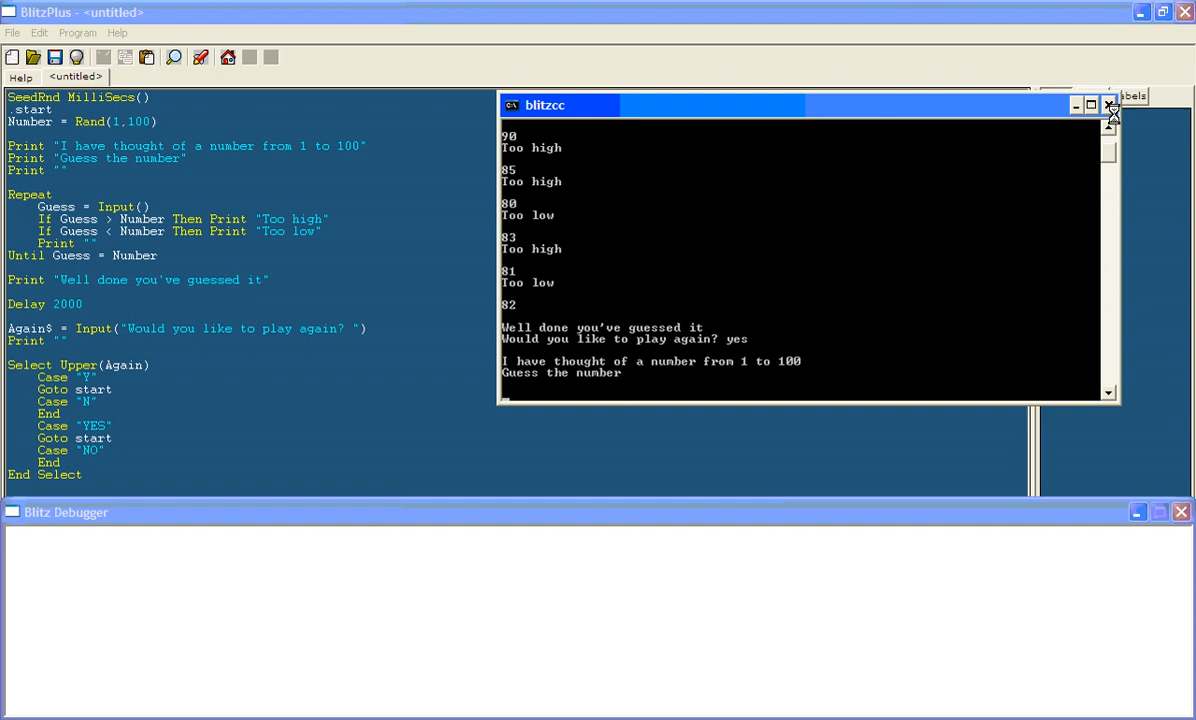 BlitzPlus - <untitled>
File Edit Program Help
Help <untitled>
SeedRnd MilliSecs()
start
Number = Rand(1,100)
Print "I have thought of a number from 1 to 100"
Print "Guess the number"
Print ""
Repeat
Guess = Input()
If Guess > Number Then Print "Too high"
If Guess < Number Then Print "Too low"
Print ""
Until Guess = Number
Print "Well done you've guessed it"
Delay 2000
Again$ = Input("Would you like to play again? ")
Print ""
Select Upper(Again)
Case "Y"
Goto start
Case "N"
End
Case "YES"
Goto start
Case "NO"
End
End Select
abels
blitzcc
90
Too high
85
Too high
80
Too low
83
Too high
81
Too low
82
Well done you've guessed it
Would you like to play again? yes
I have thought of a number from 1 to 100
Guess the number
Blitz Debugger